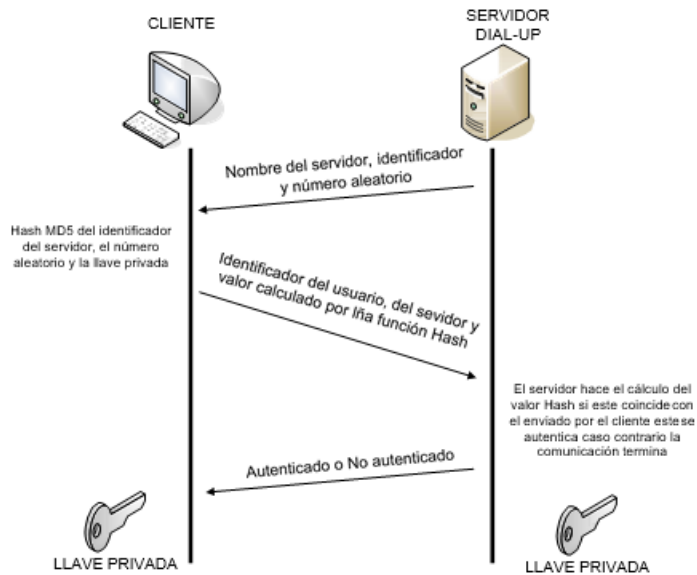 CLIENTE
SERVIDOR
DIAL-UP
Nombre del servidor, identificador
y número aleatorio
Hash MD5 del identificador
del servidor, el número
aleatorio y la llave privada
Identificador del usuario, del sevidor y
valor calculado por lña función Hash
El servidor hace el cálculo del
valor Hash si este coincide con
el enviado por el cliente este se
autentica caso contrario la
comunicación termina
Autenticado o No autenticado
LLAVE PRIVADA
LLAVE PRIVADA